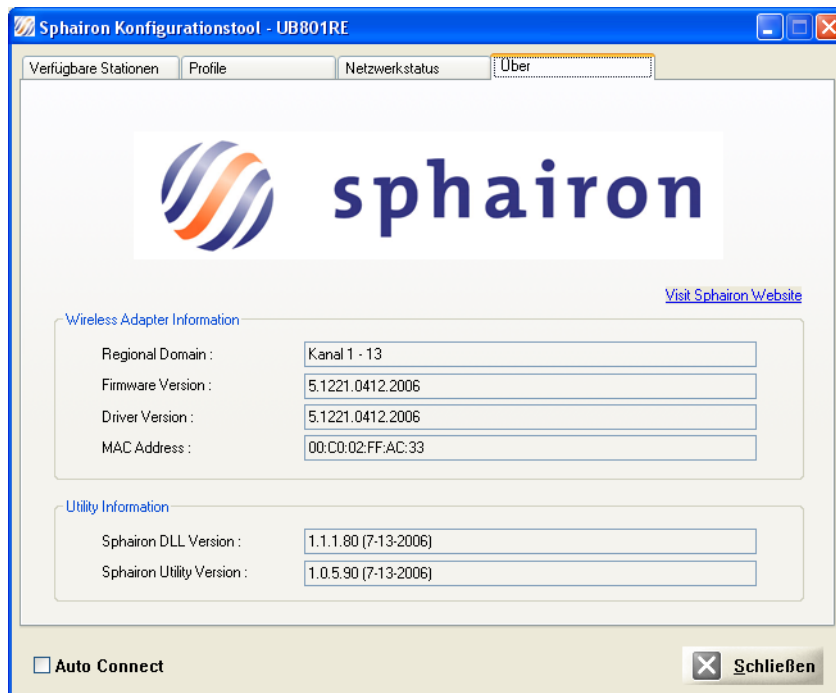 Sphairon Konfigurationstool - UB801RE
Verfügbare Stationen Profile Netzwerkstatus Über
sphairon
Visit Sphairon Website
Wireless Adapter Information
Regional Domain : Kanal 1 - 13
Firmware Version : 5.1221.0412.2006
Driver Version : 5.1221.0412.2006
MAC Address : 00:C0:02:FF:AC:33
Utility Information
Sphairon DLL Version : 1.1.1.80 (7-13-2006)
Sphairon Utility Version : 1.0.5.90 (7-13-2006)
Auto Connect Schließen